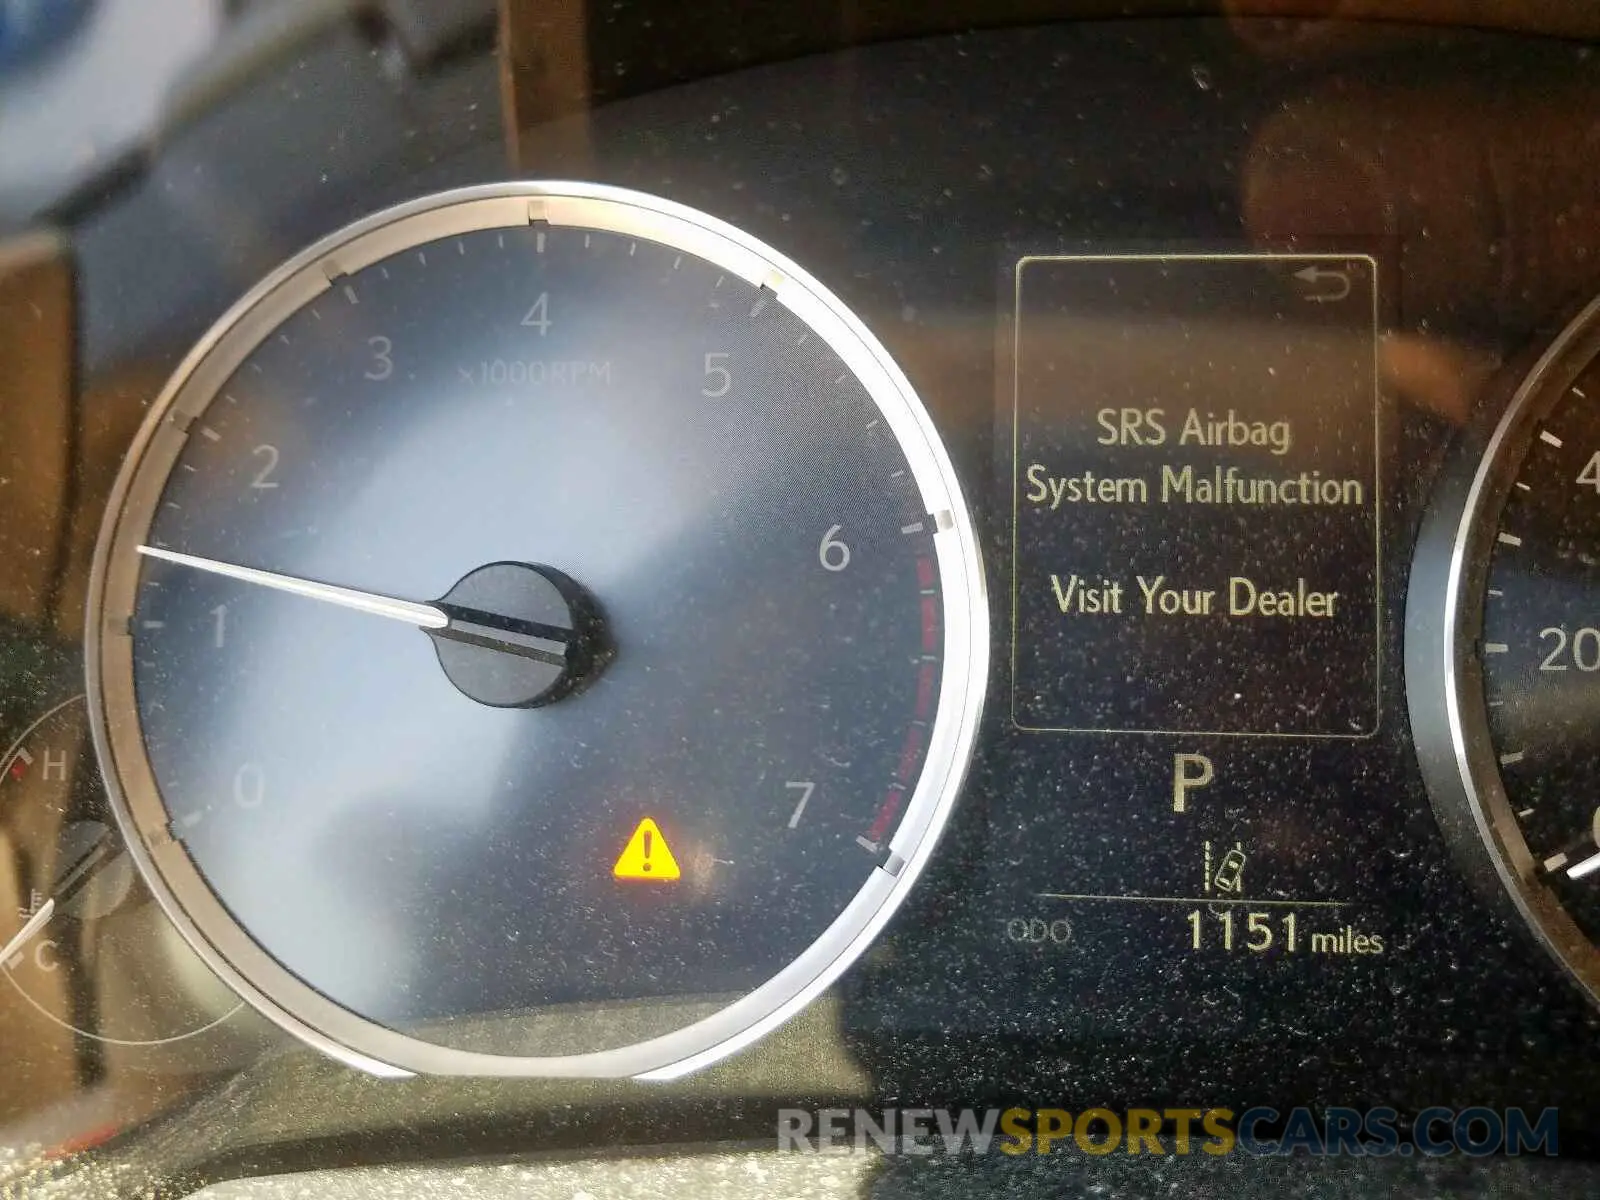 4
3
5
×1000RPM
2
6
1
0
7
H
C
SRS Airbag
System Malfunction
Visit Your Dealer
P
ODO 1151 miles
20
RENEWSPORTSCARS.COM